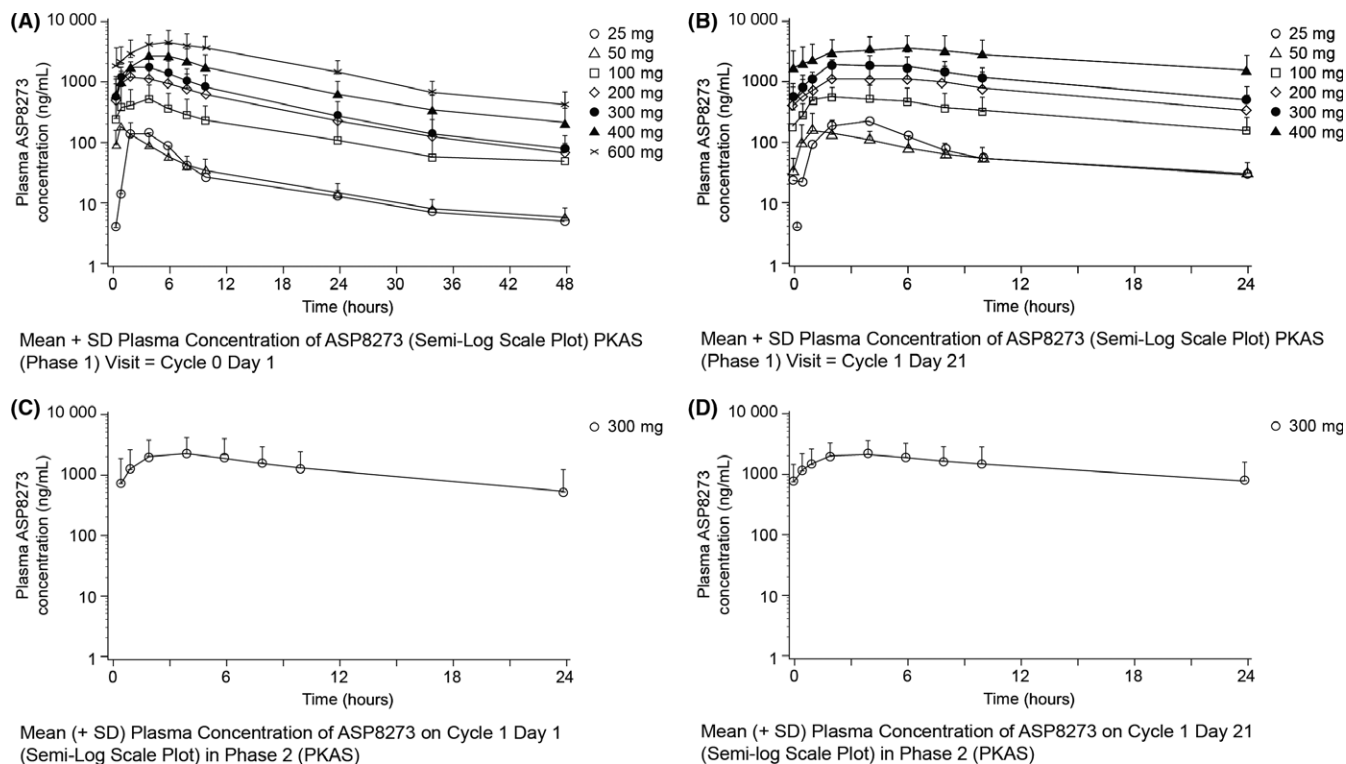 (A)
Plasma ASP8273
concentration (ng/mL)
10 000
1000
100
10
1
0 6 12 18 24 30 36 42 48
Time (hours)
25 mg
50 mg
100 mg
200 mg
300 mg
400 mg
600 mg
Mean + SD Plasma Concentration of ASP8273 (Semi-Log Scale Plot) PKAS
(Phase 1) Visit = Cycle 0 Day 1
(B)
Plasma ASP8273
concentration (ng/mL)
10 000
1000
100
10
1
0 6 12 18 24
Time (hours)
25 mg
50 mg
100 mg
200 mg
300 mg
400 mg
Mean + SD Plasma Concentration of ASP8273 (Semi-Log Scale Plot) PKAS
(Phase 1) Visit = Cycle 1 Day 21
(C)
Plasma ASP8273
concentration (ng/mL)
10 000
1000
100
10
1
0 6 12 18 24
Time (hours)
300 mg
Mean (+ SD) Plasma Concentration of ASP8273 on Cycle 1 Day 1
(Semi-Log Scale Plot) in Phase 2 (PKAS)
(D)
Plasma ASP8273
concentration (ng/mL)
10 000
1000
100
10
1
0 6 12 18 24
Time (hours)
300 mg
Mean (+ SD) Plasma Concentration of ASP8273 on Cycle 1 Day 21
(Semi-log Scale Plot) in Phase 2 (PKAS)